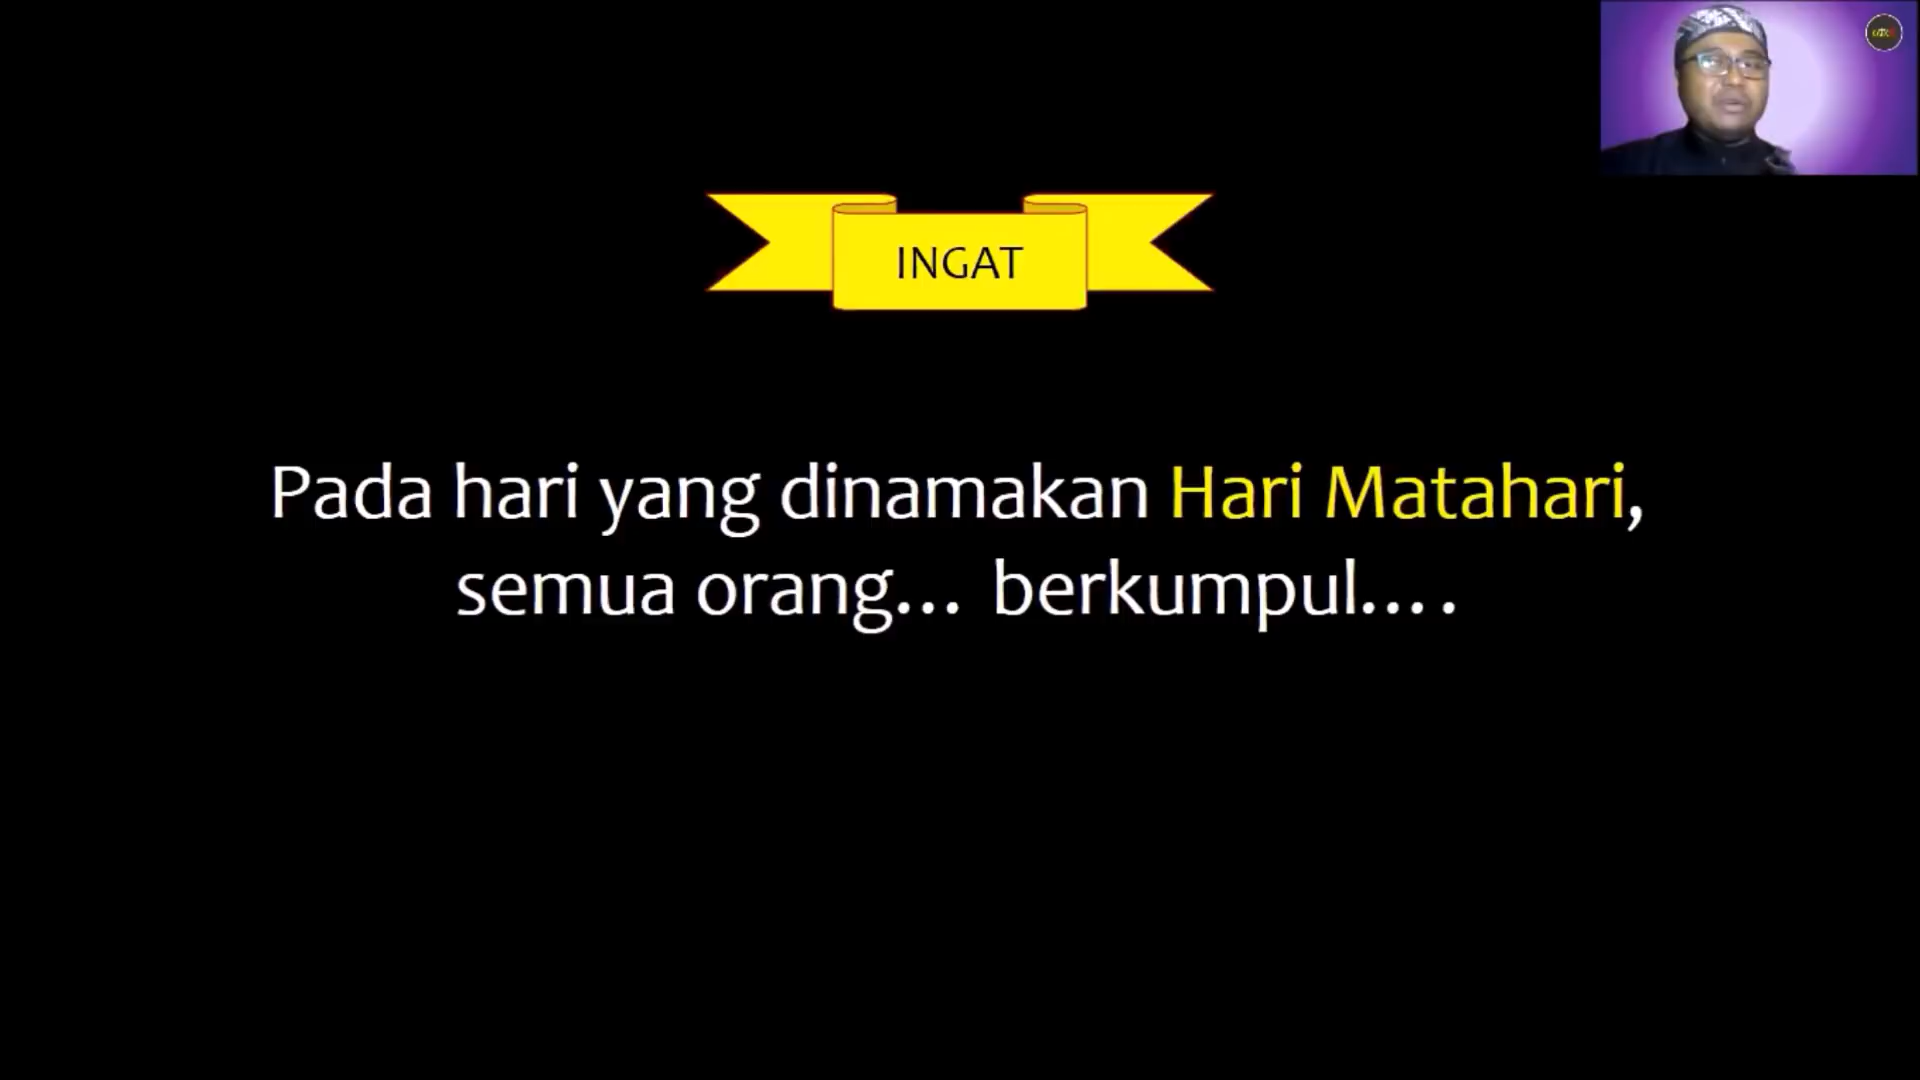 INGAT
Pada hari yang dinamakan Hari Matahari,
semua orang... berkumpul....